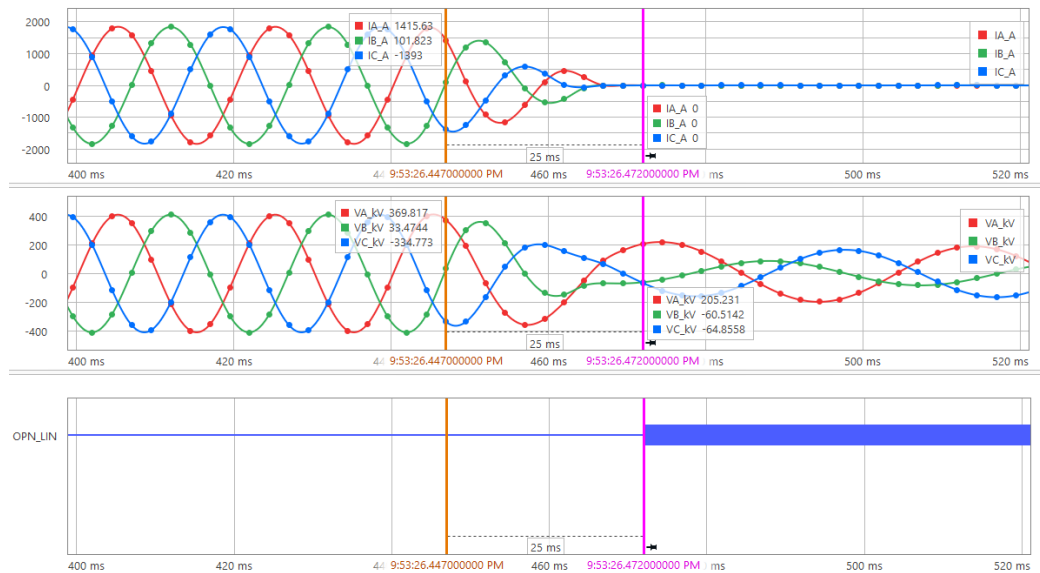 2000
1000
0
-1000
-2000
IA_A 1415.63
IB_A 101.823
IC_A -1393
IA_A
IB_A
IC_A
IA_A 0
IB_A 0
IC_A 0
25 ms
400 ms
420 ms
9:53:26.447000000 PM
460 ms
9:53:26.472000000 PM
ms
500 ms
520 ms
400
200
0
-200
-400
VA_kV 369.817
VB_kV 33.4744
VC_kV -334.773
VA_kV
VB_kV
VC_kV
VA_kV 205.231
VB_kV -60.5142
VC_kV -64.8558
25 ms
400 ms
420 ms
9:53:26.447000000 PM
460 ms
9:53:26.472000000 PM
ms
500 ms
520 ms
OPN_LIN
25 ms
400 ms
420 ms
9:53:26.447000000 PM
460 ms
9:53:26.472000000 PM
ms
500 ms
520 ms